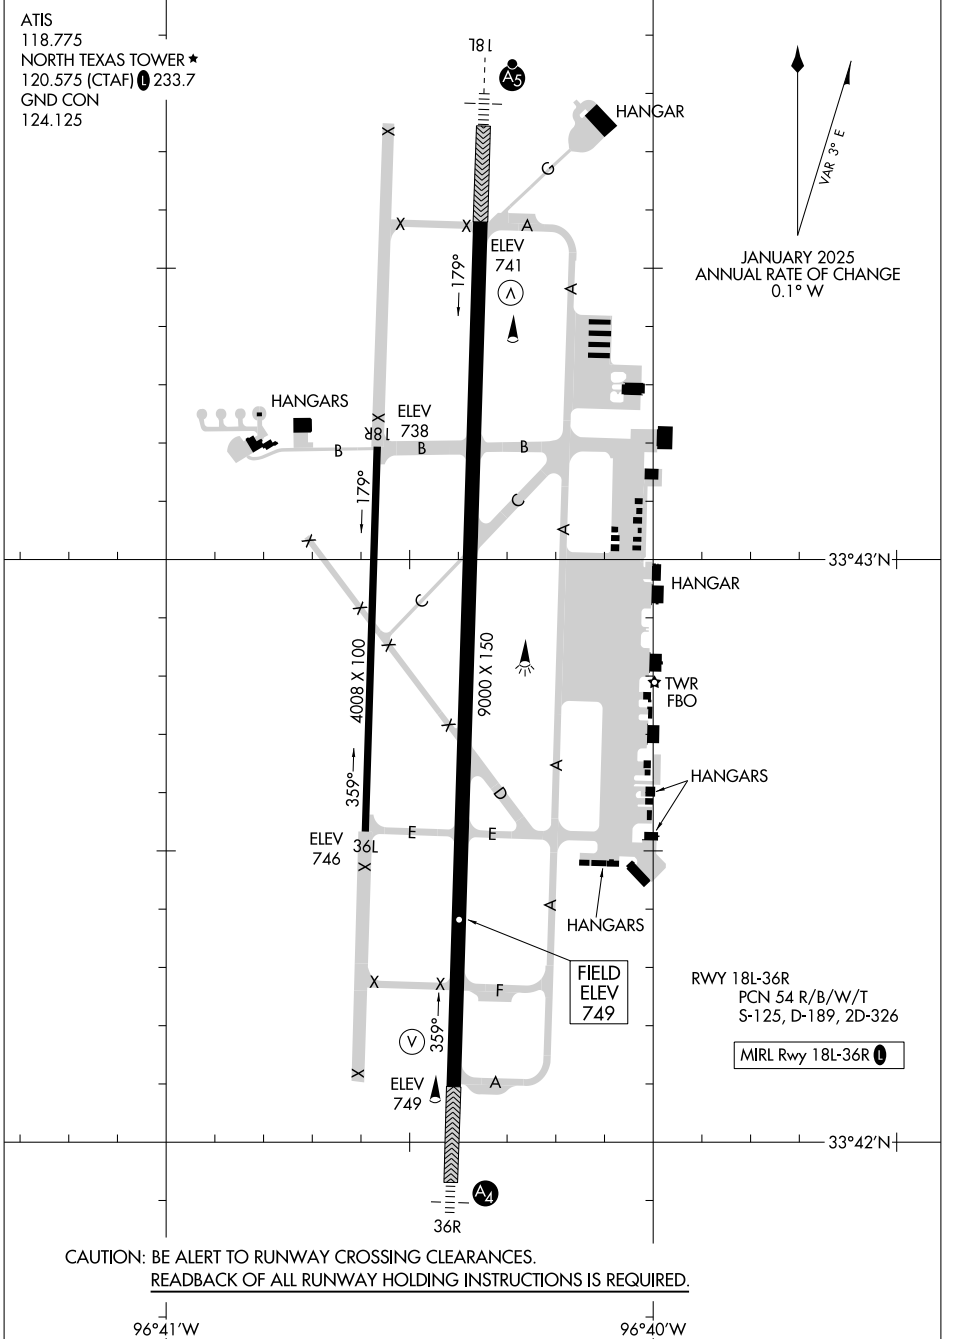 ATIS
118.775
NORTH TEXAS TOWER ★
120.575 (CTAF) L 233.7
GND CON
124.125
18L
A5
HANGAR
G
VAR 3° E
X
X
X
A
ELEV
741
179°
V
A
JANUARY 2025
ANNUAL RATE OF CHANGE
0.1° W
HANGARS
X
ELEV
738
18R
B
B
B
179°
C
A
X
33°43'N
HANGAR
C
X
X
4008 X 100
9000 X 150
TWR
FBO
X
359°
A
D
HANGARS
E
E
ELEV
746
36L
X
A
HANGARS
FIELD
ELEV
749
X
X
F
RWY 18L-36R
PCN 54 R/B/W/T
S-125, D-189, 2D-326
359°
V
MIRL Rwy 18L-36R L
X
ELEV
749
A
33°42'N
A4
36R
CAUTION: BE ALERT TO RUNWAY CROSSING CLEARANCES.
READBACK OF ALL RUNWAY HOLDING INSTRUCTIONS IS REQUIRED.
96°41'W
96°40'W